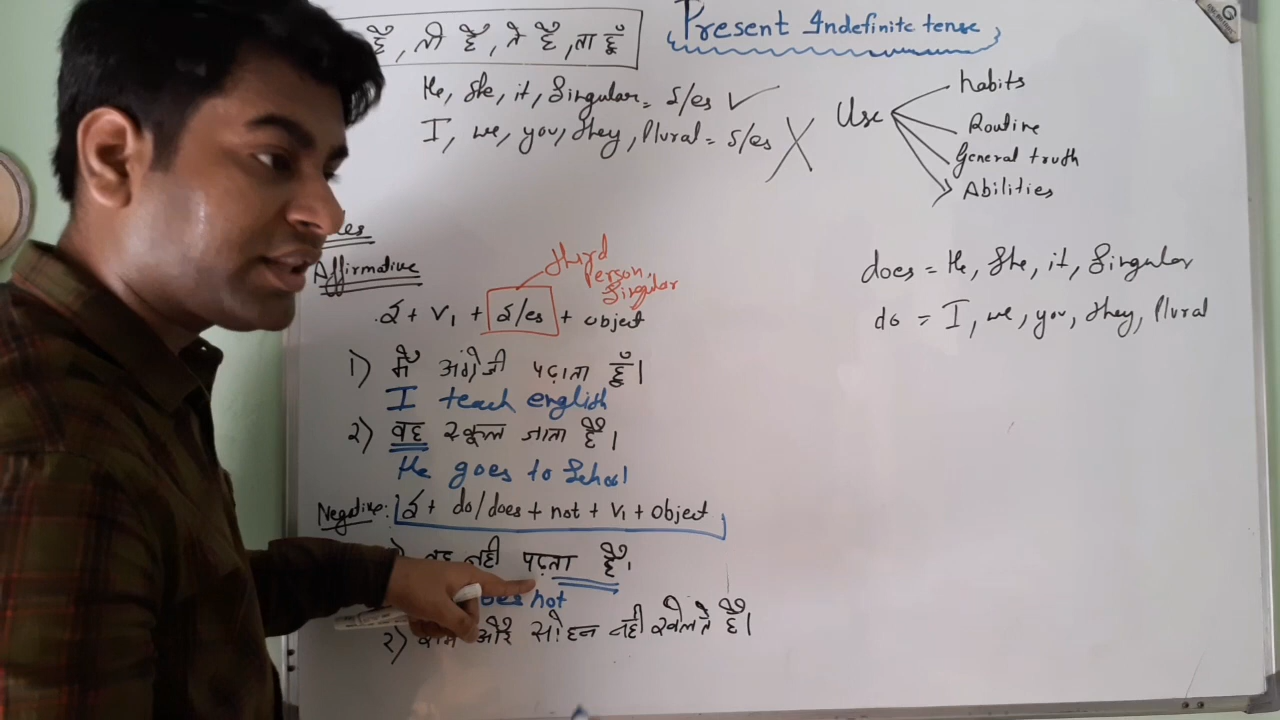 है, ती है, ते है, ता हूँ
Present Indefinite tense
He, She, it, Singular = S/es ✓
I, we, you, they, Plural = S/es ✗
Use
habits
Routine
General truth
Abilities
Affirmative
third
Person,
Singular
S + V1 + S/es + object
does = He, She, it, Singular
do = I, we, you, they, Plural
1) मैं अंग्रेजी पढ़ाता हूँ।
I teach english
2) वह स्कूल जाता है।
He goes to School
Negative: S + do/does + not + V1 + Object
नही पढ़ता है।
not
2) और सोहन नही खेलते है।